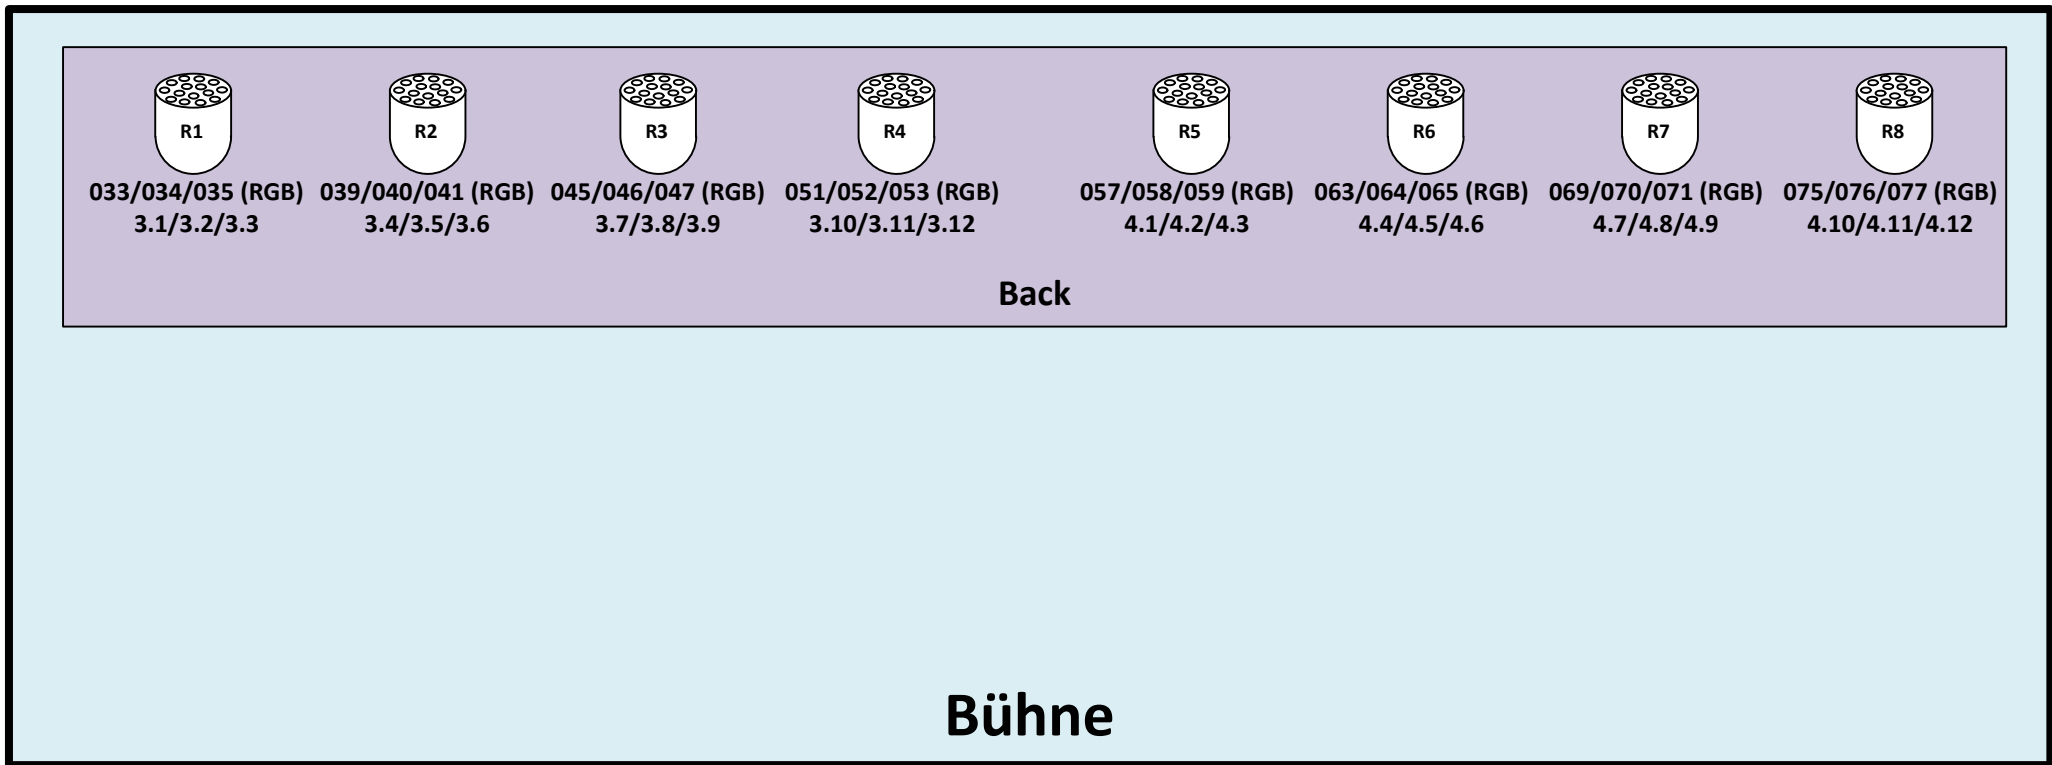 R1 R2 R3 R4 R5 R6 R7 R8
033/034/035 (RGB) 039/040/041 (RGB) 045/046/047 (RGB) 051/052/053 (RGB) 057/058/059 (RGB) 063/064/065 (RGB) 069/070/071 (RGB) 075/076/077 (RGB)
3.1/3.2/3.3 3.4/3.5/3.6 3.7/3.8/3.9 3.10/3.11/3.12 4.1/4.2/4.3 4.4/4.5/4.6 4.7/4.8/4.9 4.10/4.11/4.12
Back
Bühne